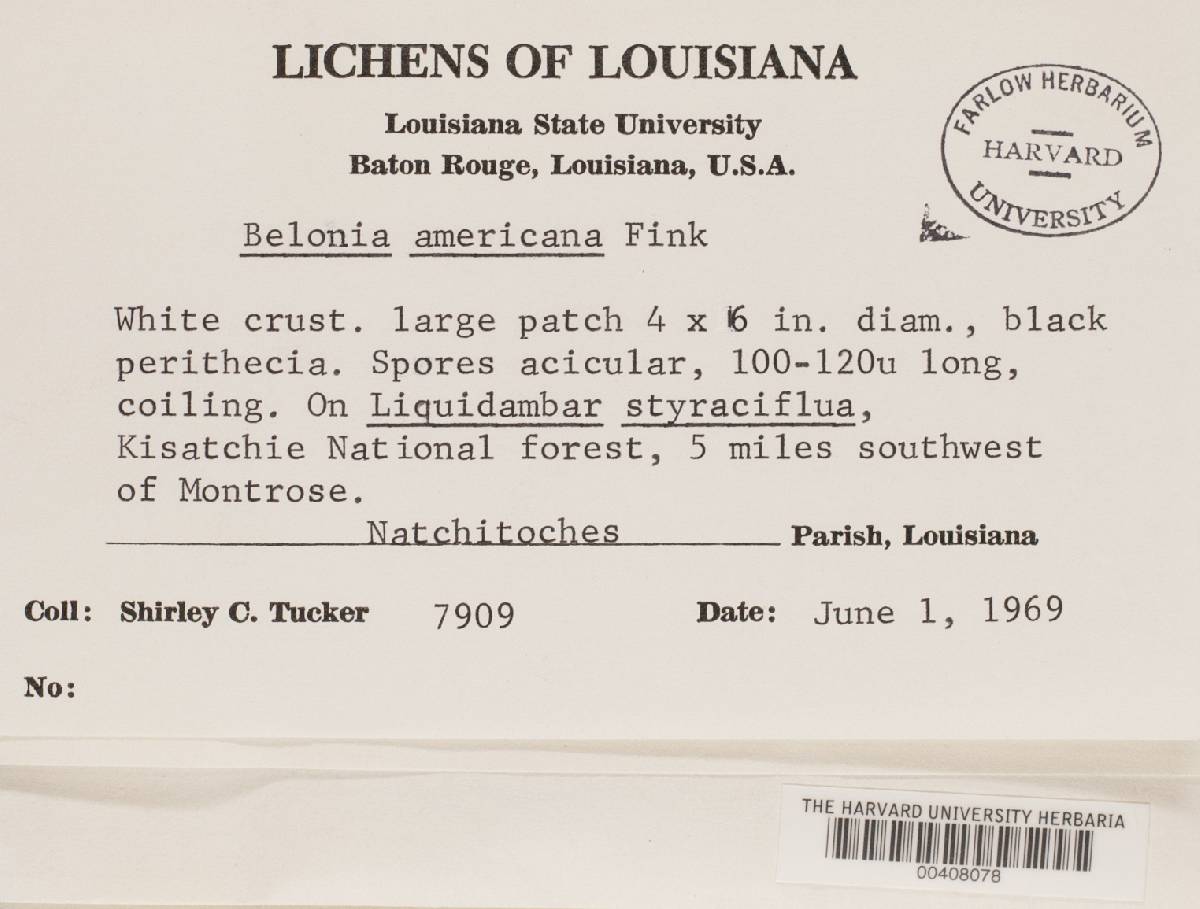 LICHENS OF LOUISIANA
Louisiana State University
Baton Rouge, Louisiana, U.S.A.
FARLOW HERBARIUM
HARVARD
UNIVERSITY
Belonia americana Fink
White crust. large patch 4 x 6 in. diam., black
perithecia. Spores acicular, 100-120u long,
coiling. On Liquidambar styraciflua,
Kisatchie National forest, 5 miles southwest
of Montrose.
Natchitoches Parish, Louisiana
Coll: Shirley C. Tucker 7909 Date: June 1, 1969
No:
THE HARVARD UNIVERSITY HERBARIA
00408078